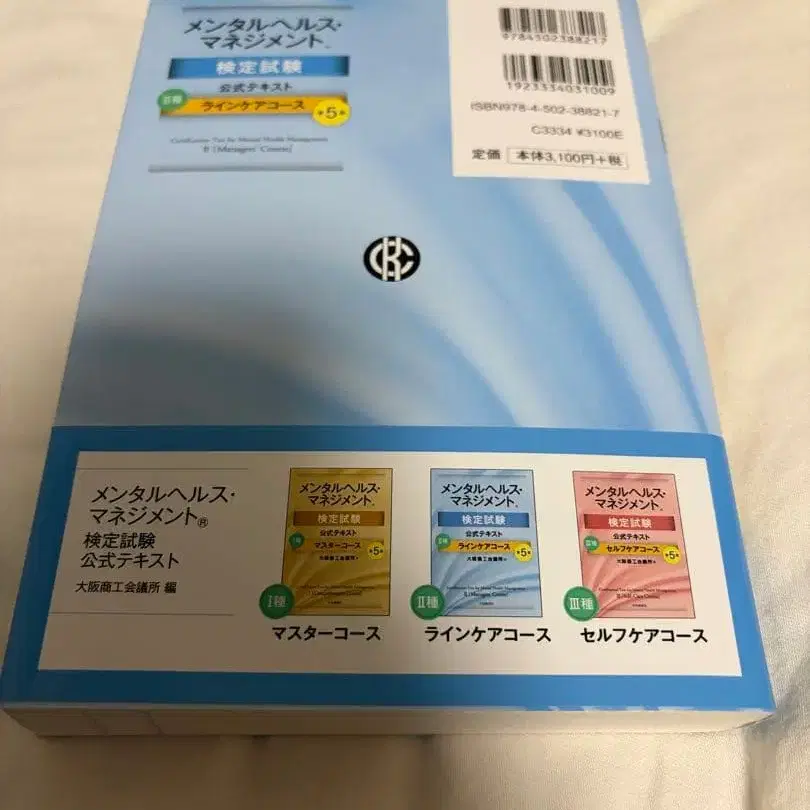 メンタルヘルス・
マネジメント
検定試験
公式テキスト
Ⅱ種
ラインケアコース
第5版
Certification Test for Mental Health Management
Ⅱ [Managers' Course]
9784502388217
1923334031009
ISBN978-4-502-38821-7
C3334 ¥3100E
定価 本体3,100円+税
メンタルヘルス・
マネジメント®
検定試験
公式テキスト
大阪商工会議所 編
メンタルヘルス・
マネジメント
検定試験
公式テキスト
マスターコース
第5版
大阪商工会議所
Ⅰ種
マスターコース
メンタルヘルス・
マネジメント
検定試験
公式テキスト
ラインケアコース
第5版
大阪商工会議所
Ⅱ種
ラインケアコース
メンタルヘルス・
マネジメント
検定試験
公式テキスト
セルフケアコース
第5版
大阪商工会議所
Ⅲ種
セルフケアコース